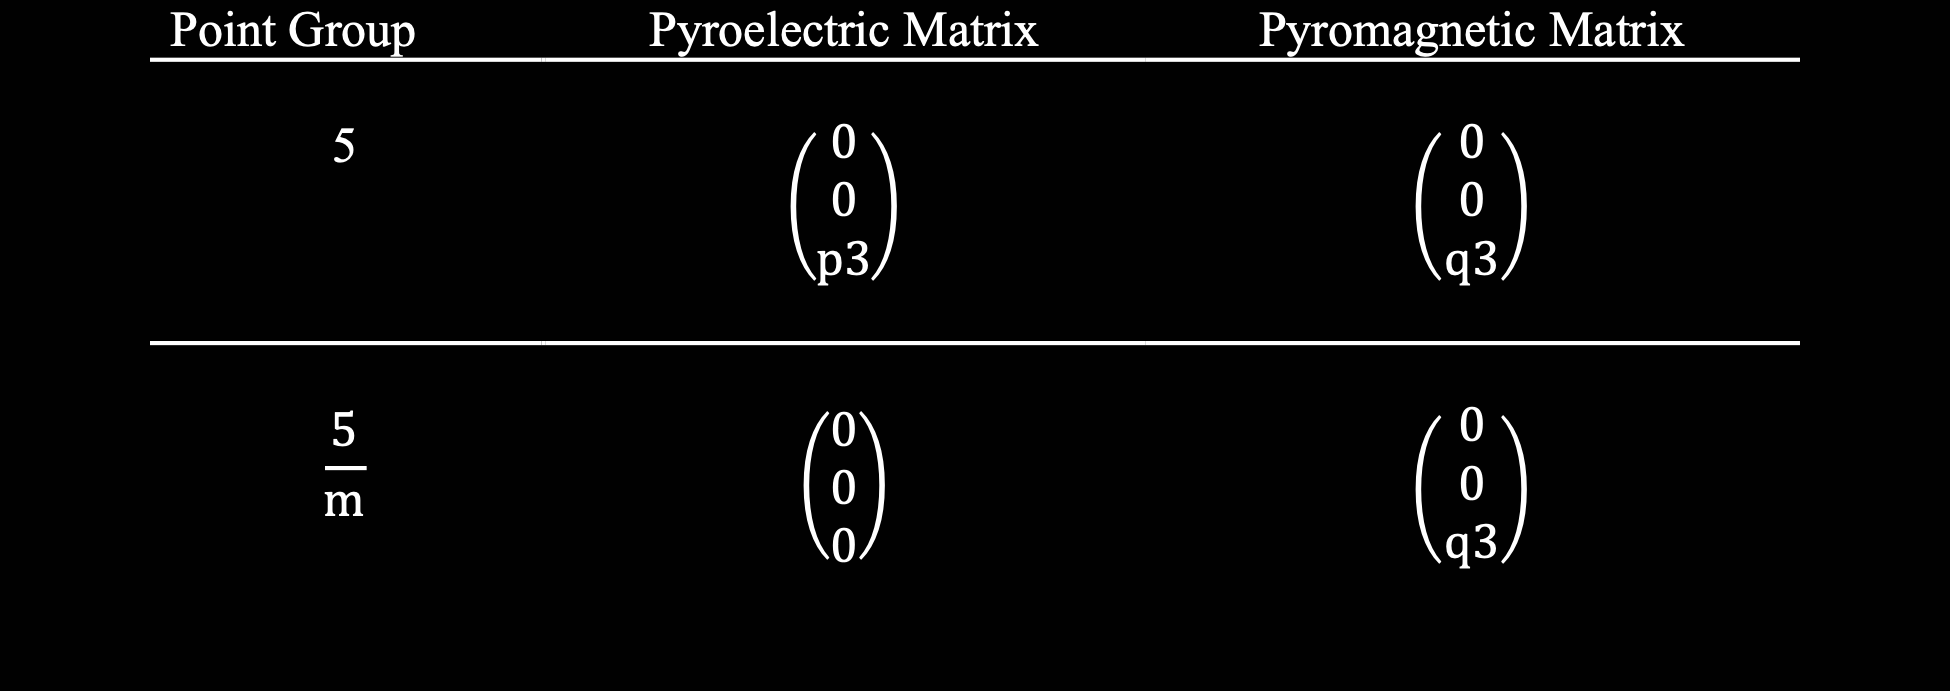 Point Group Pyroelectric Matrix Pyromagnetic Matrix
5 (0 0 p3) (0 0 q3)
5/m (0 0 0) (0 0 q3)